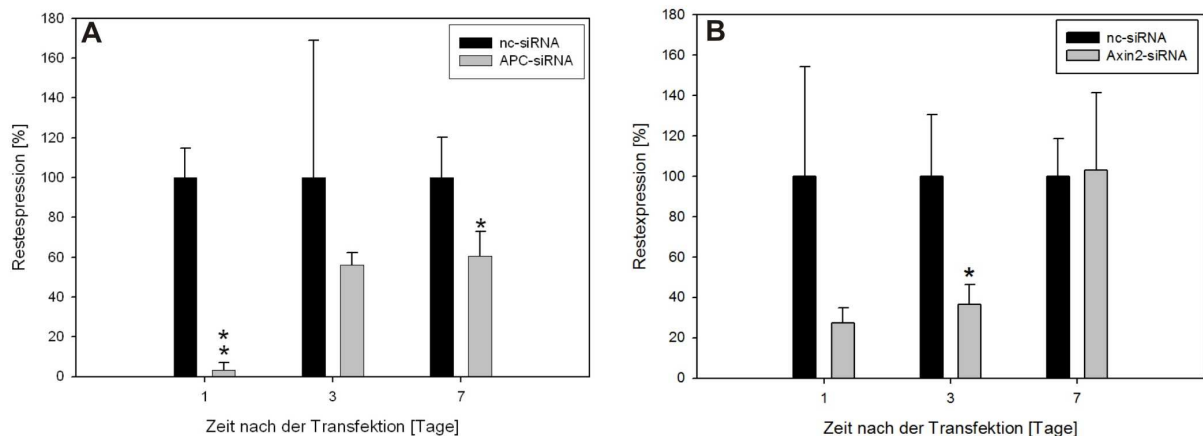 A
nc-siRNA
APC-siRNA
Restespression [%]
180
160
140
120
100
80
60
40
20
0
*
*
*
1 3 7
Zeit nach der Transfektion [Tage]
B
nc-siRNA
Axin2-siRNA
Restexpression [%]
180
160
140
120
100
80
60
40
20
0
*
1 3 7
Zeit nach der Transfektion [Tage]